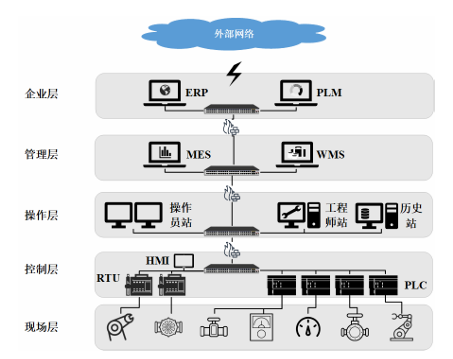 外部网络
企业层
ERP
PLM
管理层
MES
WMS
操作层
操作
员站
工程
师站
历史
站
控制层
HMI
RTU
PLC
现场层